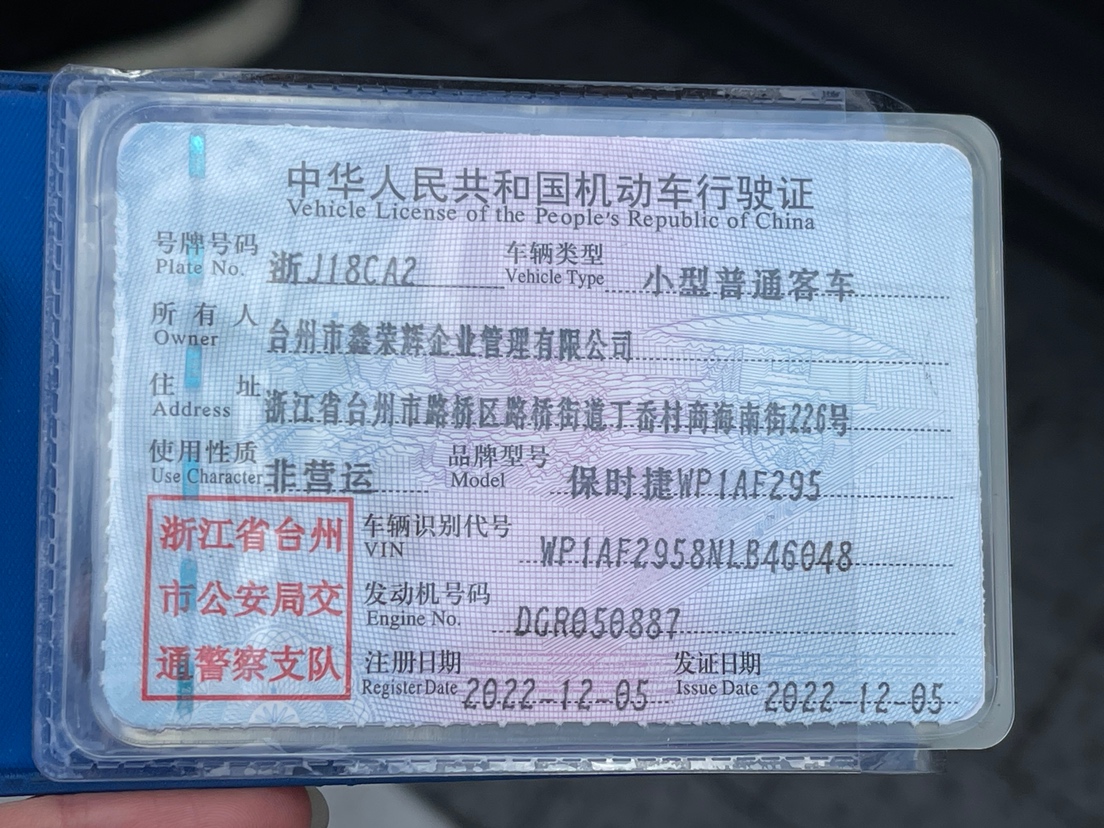 中华人民共和国机动车行驶证
Vehicle License of the People's Republic of China
号牌号码 浙J18CA2 车辆类型 小型普通客车
Plate No. Vehicle Type
所有人 台州市鑫荣辉企业管理有限公司
Owner
住址 浙江省台州市路桥区路桥街道丁岙村商海南街226号
Address
使用性质 非营运 品牌型号 保时捷WP1AF295
Use Character Model
浙江省台州
市公安局交
通警察支队
车辆识别代号 WP1AF2958NLB46048
VIN
发动机号码 DGR050887
Engine No.
注册日期 2022-12-05 发证日期 2022-12-05
Register Date Issue Date